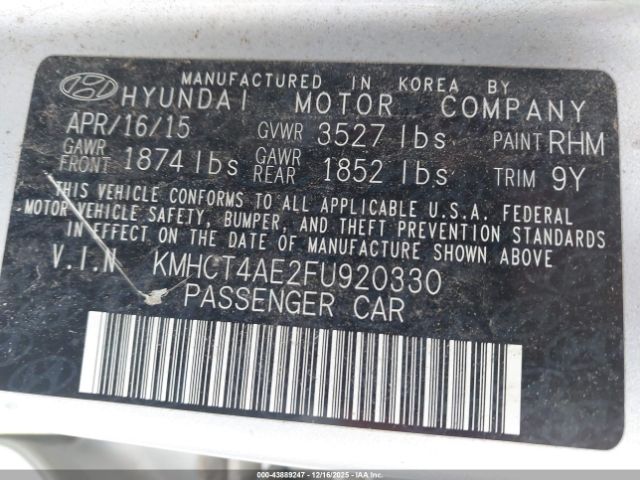 MANUFACTURED IN KOREA BY
HYUNDAI MOTOR COMPANY
APR/16/15 GVWR 3527 lbs PAINT RHM
GAWR FRONT 1874 lbs GAWR REAR 1852 lbs TRIM 9Y
THIS VEHICLE CONFORMS TO ALL APPLICABLE U.S.A. FEDERAL
MOTOR VEHICLE SAFETY, BUMPER, AND THEFT PREVENTION STANDARDS
IN EFFECT ON THE DATE OF MANUFACTURE SHOWN ABOVE.
V.I.N KMHCT4AE2FU920330
PASSENGER CAR
000-43889247 - 12/16/2025 - IAAI.COM